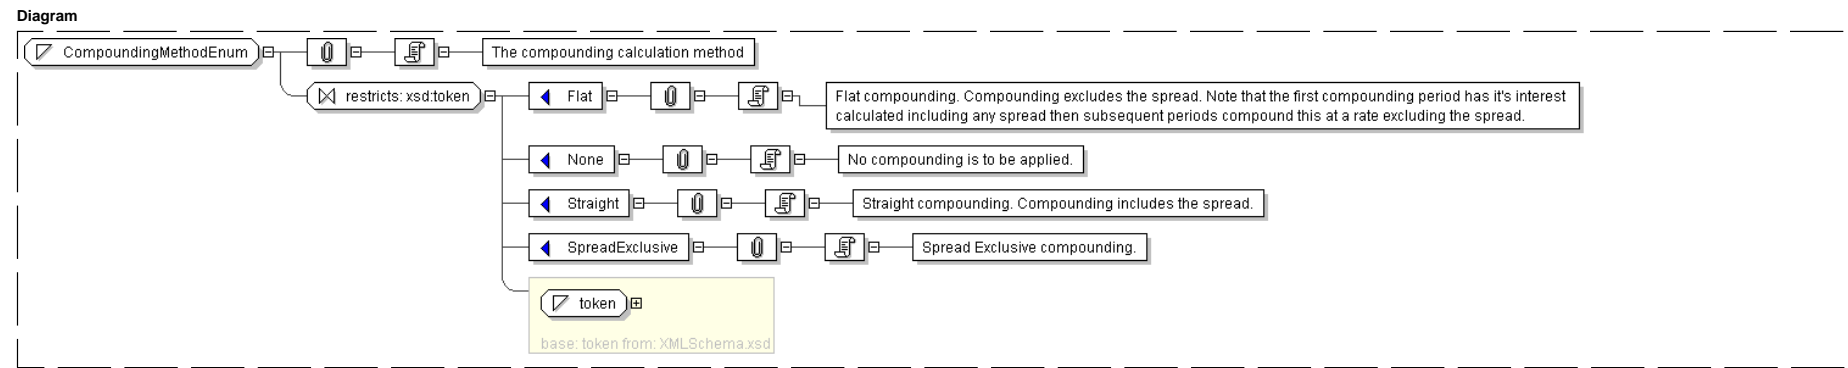 Diagram
CompoundingMethodEnum
The compounding calculation method
restricts: xsd:token
Flat
Flat compounding. Compounding excludes the spread. Note that the first compounding period has it's interest
calculated including any spread then subsequent periods compound this at a rate excluding the spread.
None
No compounding is to be applied.
Straight
Straight compounding. Compounding includes the spread.
SpreadExclusive
Spread Exclusive compounding.
token
base: token from: XMLSchema.xsd